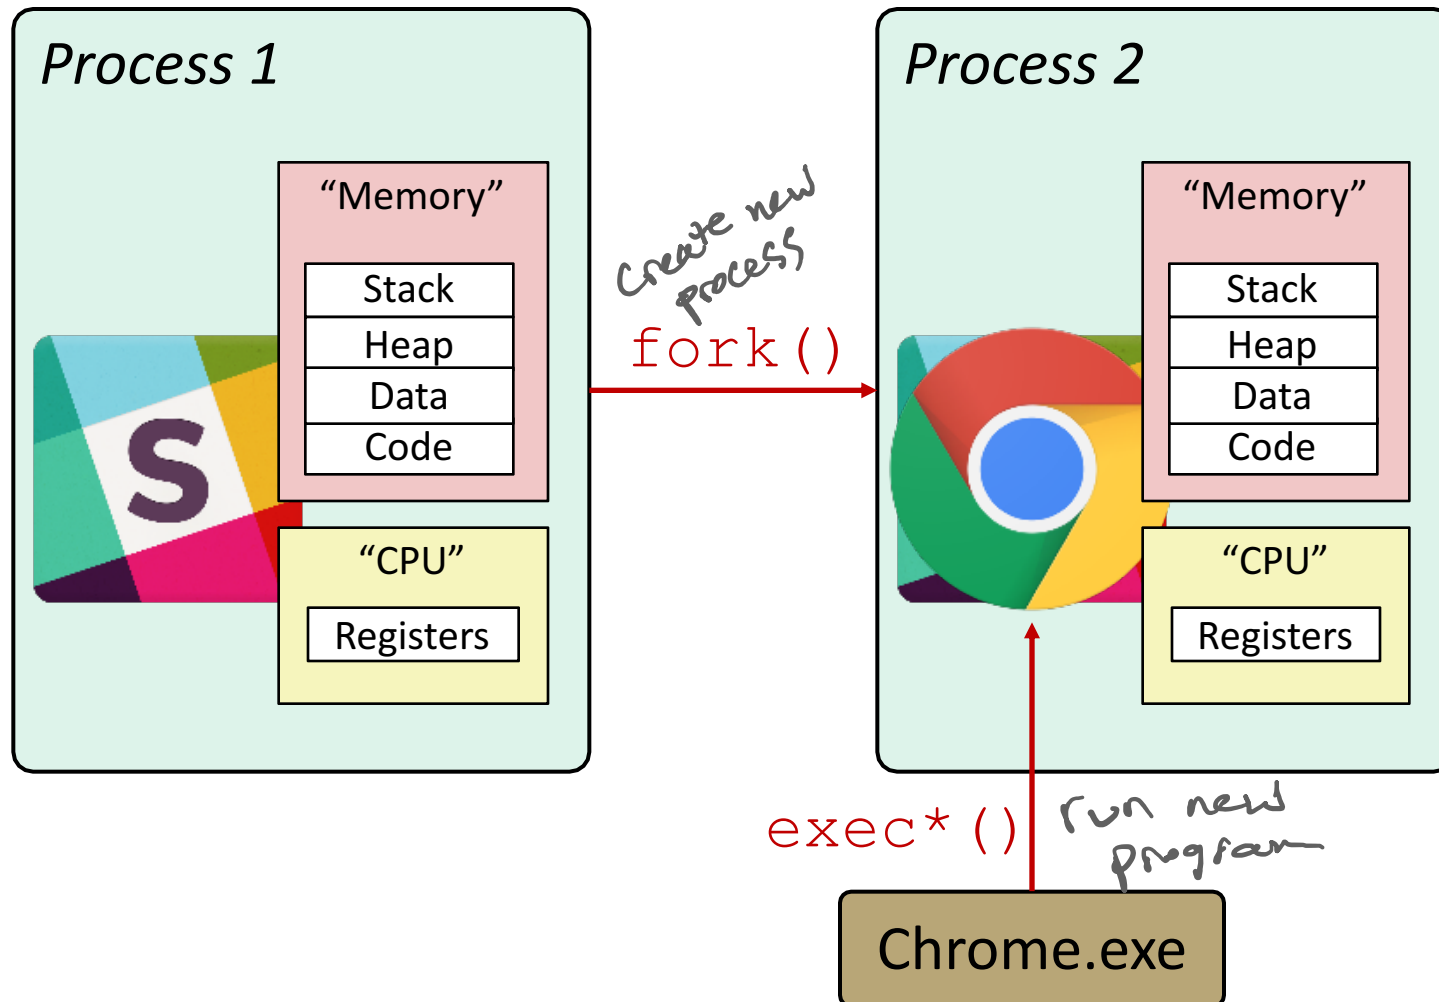 Process 1
“Memory”
Stack
Heap
Data
Code
S
“CPU”
Registers
create new
process
fork()
Process 2
“Memory”
Stack
Heap
Data
Code
“CPU”
Registers
exec*()
run new
program
Chrome.exe